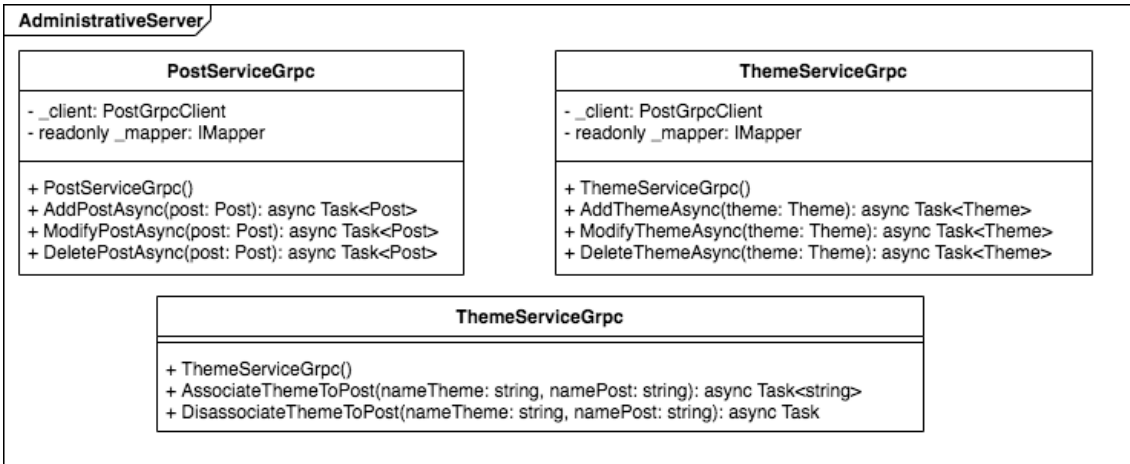 AdministrativeServer
PostServiceGrpc
- _client: PostGrpcClient
- readonly _mapper: IMapper
+ PostServiceGrpc()
+ AddPostAsync(post: Post): async Task<Post>
+ ModifyPostAsync(post: Post): async Task<Post>
+ DeletePostAsync(post: Post): async Task<Post>
ThemeServiceGrpc
- _client: PostGrpcClient
- readonly _mapper: IMapper
+ ThemeServiceGrpc()
+ AddThemeAsync(theme: Theme): async Task<Theme>
+ ModifyThemeAsync(theme: Theme): async Task<Theme>
+ DeleteThemeAsync(theme: Theme): async Task<Theme>
ThemeServiceGrpc
+ ThemeServiceGrpc()
+ AssociateThemeToPost(nameTheme: string, namePost: string): async Task<string>
+ DisassociateThemeToPost(nameTheme: string, namePost: string): async Task